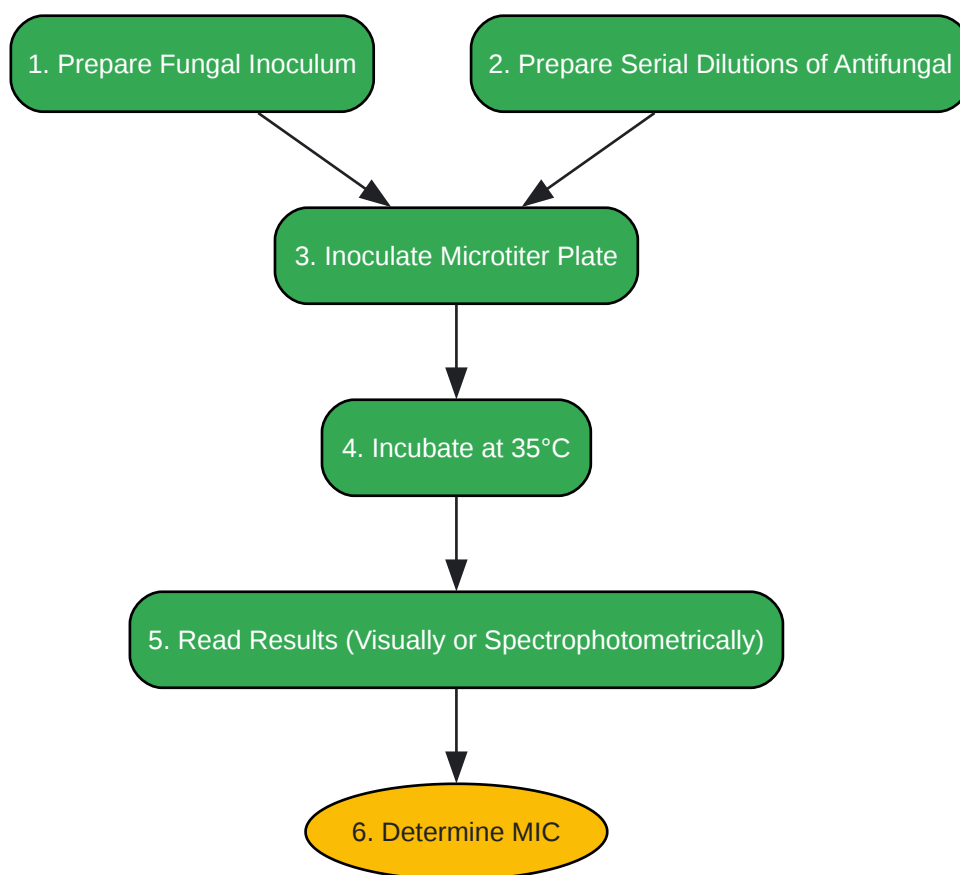 1. Prepare Fungal Inoculum
2. Prepare Serial Dilutions of Antifungal
3. Inoculate Microtiter Plate
4. Incubate at 35°C
5. Read Results (Visually or Spectrophotometrically)
6. Determine MIC